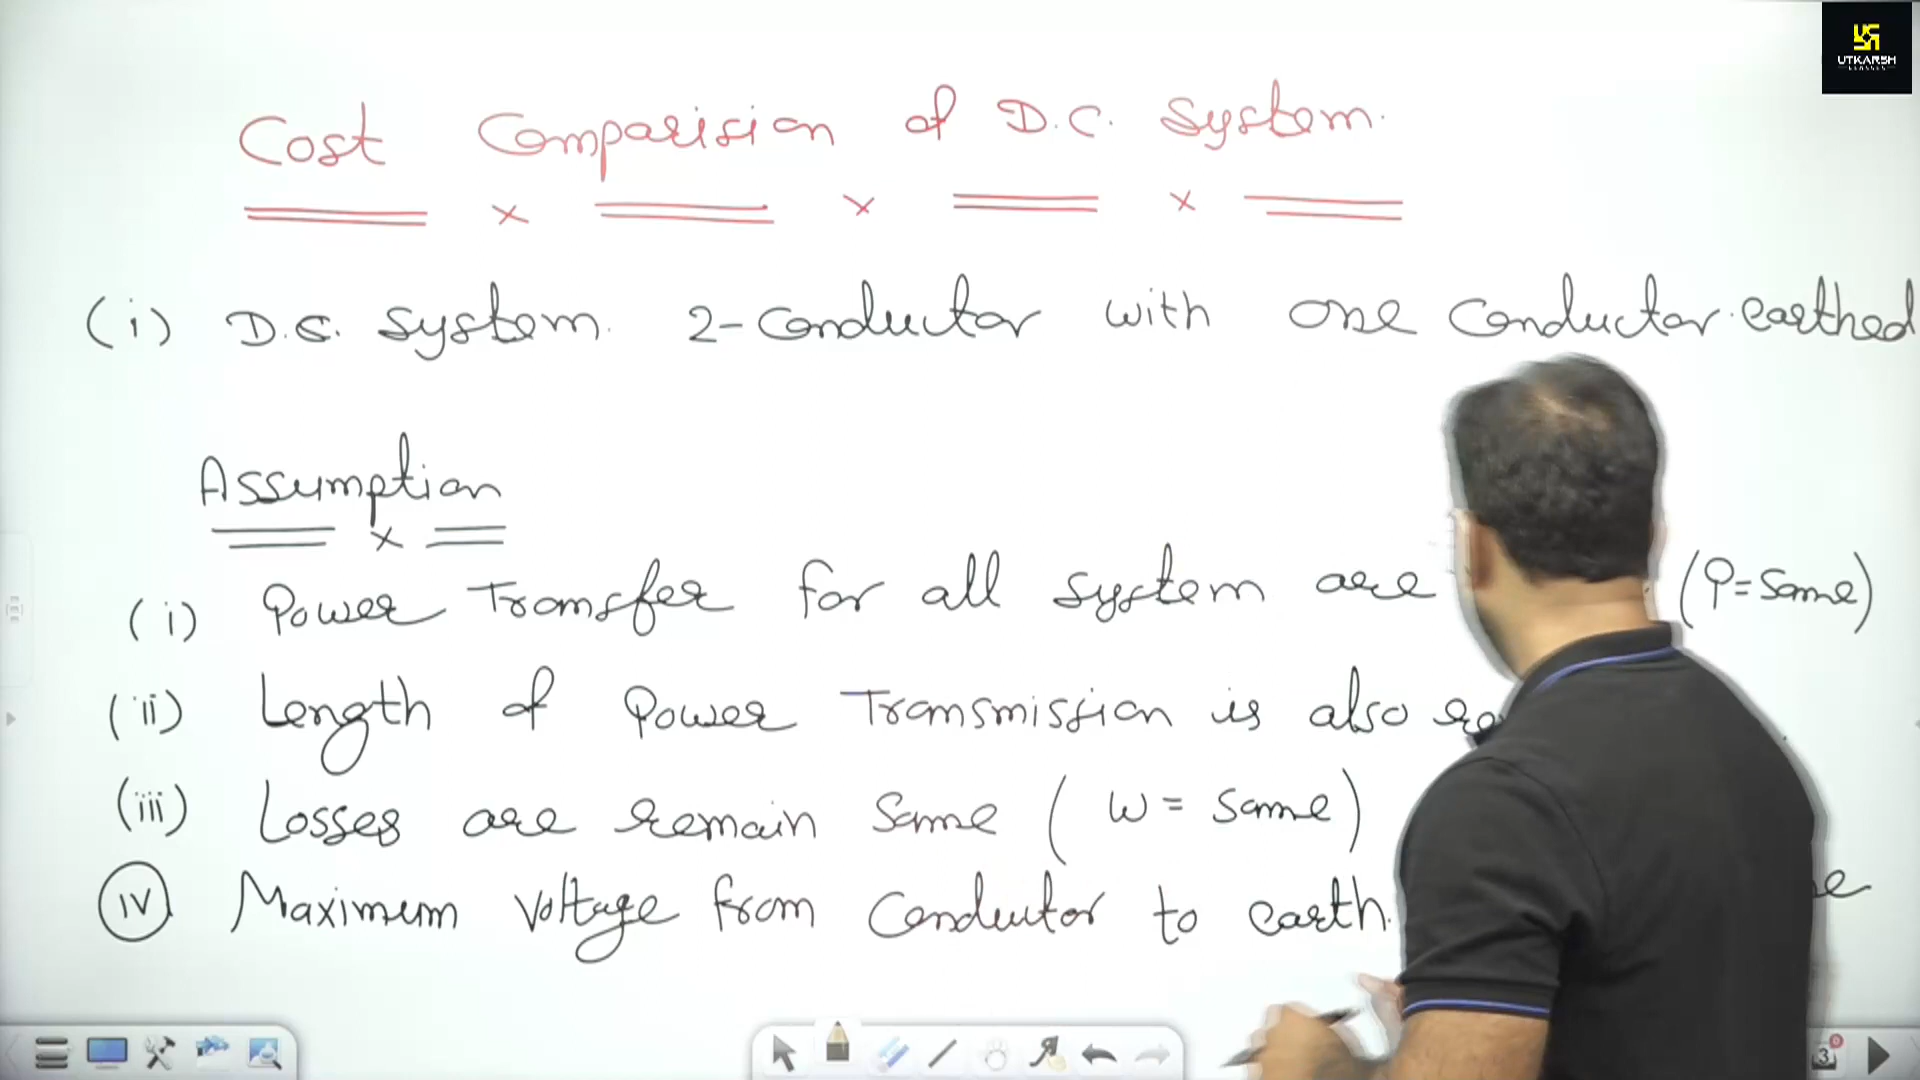 UTKARSH
CLASSES
Cost Comparision of D.C. System.
(i) D.C. System. 2-Conductor with one Conductor. earthed
Assumption
(i) Power Transfer for all system are (P=Same)
(ii) Length of Power Transmission is also
(iii) Losses are remain Same ( W = Same)
(iv) Maximum Voltage from Conductor to earth.
3